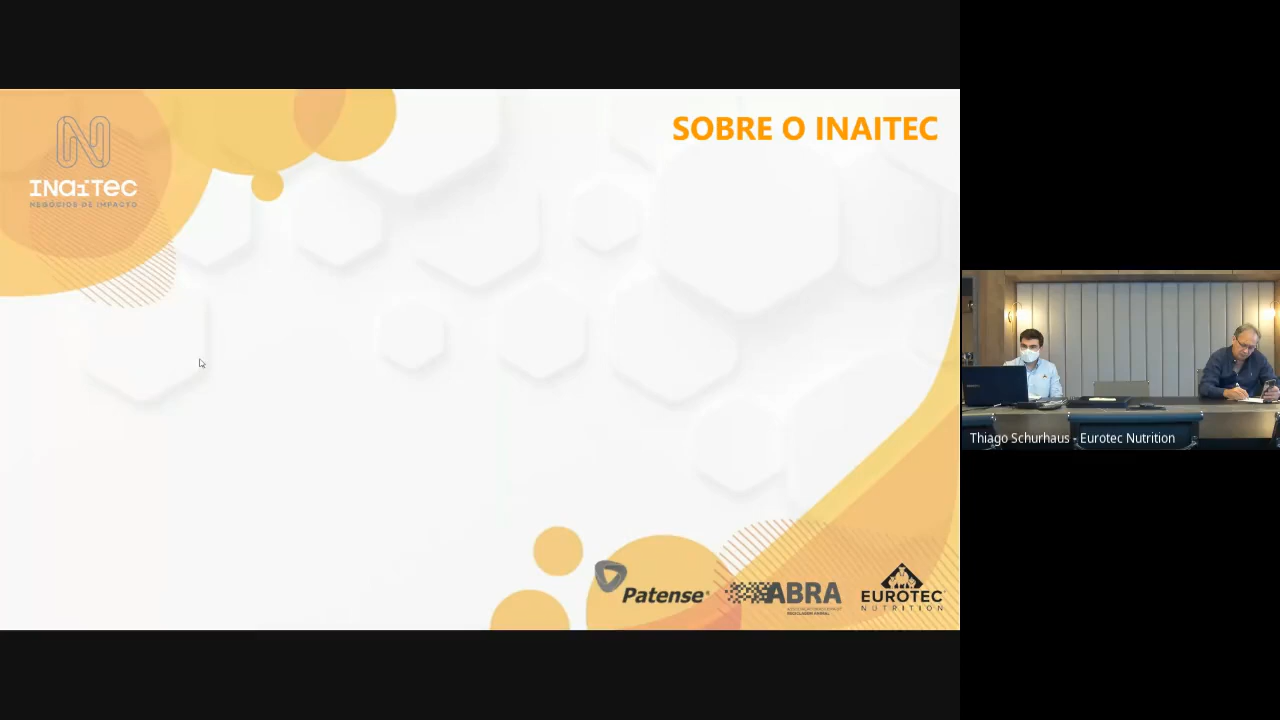 SOBRE O INAITEC
INAITEC
NEGÓCIOS DE IMPACTO
Patense
ABRA
EUROTEC
NUTRITION
Thiago Schurhaus - Eurotec Nutrition